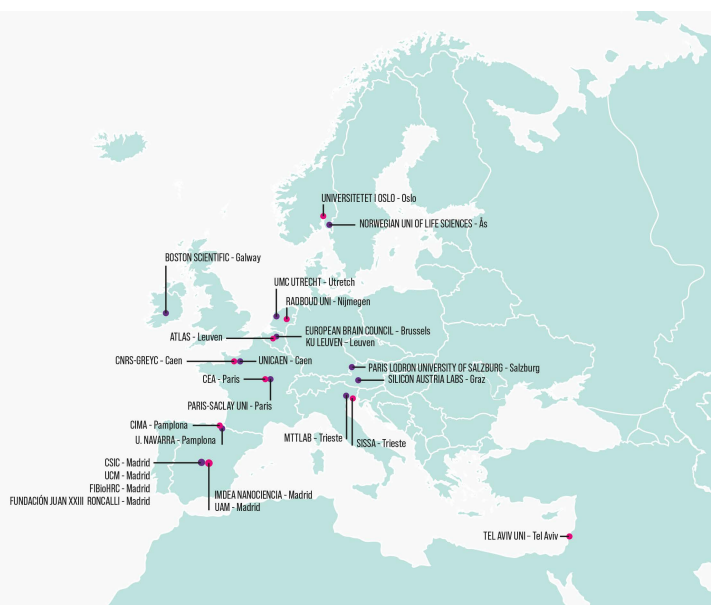 UNIVERSITETET I OSLO - Oslo
NORWEGIAN UNI OF LIFE SCIENCES - Ås
BOSTON SCIENTIFIC - Galway
UMC UTRECHT - Utretch
RADBOUD UNI - Nijmegen
EUROPEAN BRAIN COUNCIL - Brussels
ATLAS - Leuven
KU LEUVEN - Leuven
CNRS-GREYC - Caen
UNICAEN - Caen
PARIS LODRON UNIVERSITY OF SALZBURG - Salzburg
CEA - Paris
SILICON AUSTRIA LABS - Graz
PARIS-SACLAY UNI - Paris
CIMA - Pamplona
U. NAVARRA - Pamplona
MTTLAB - Trieste
SISSA - Trieste
CSIC - Madrid
UCM - Madrid
FIBioHRC - Madrid
FUNDACIÓN JUAN XXIII RONCALLI - Madrid
IMDEA NANOCIENCIA - Madrid
UAM - Madrid
TEL AVIV UNI - Tel Aviv